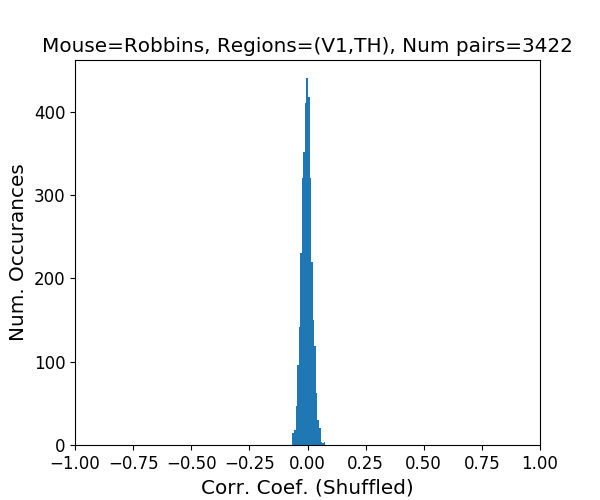 Mouse=Robbins, Regions=(V1,TH), Num pairs=3422
Num. Occurances
400
300
200
100
0
−1.00 −0.75 −0.50 −0.25 0.00 0.25 0.50 0.75 1.00
Corr. Coef. (Shuffled)